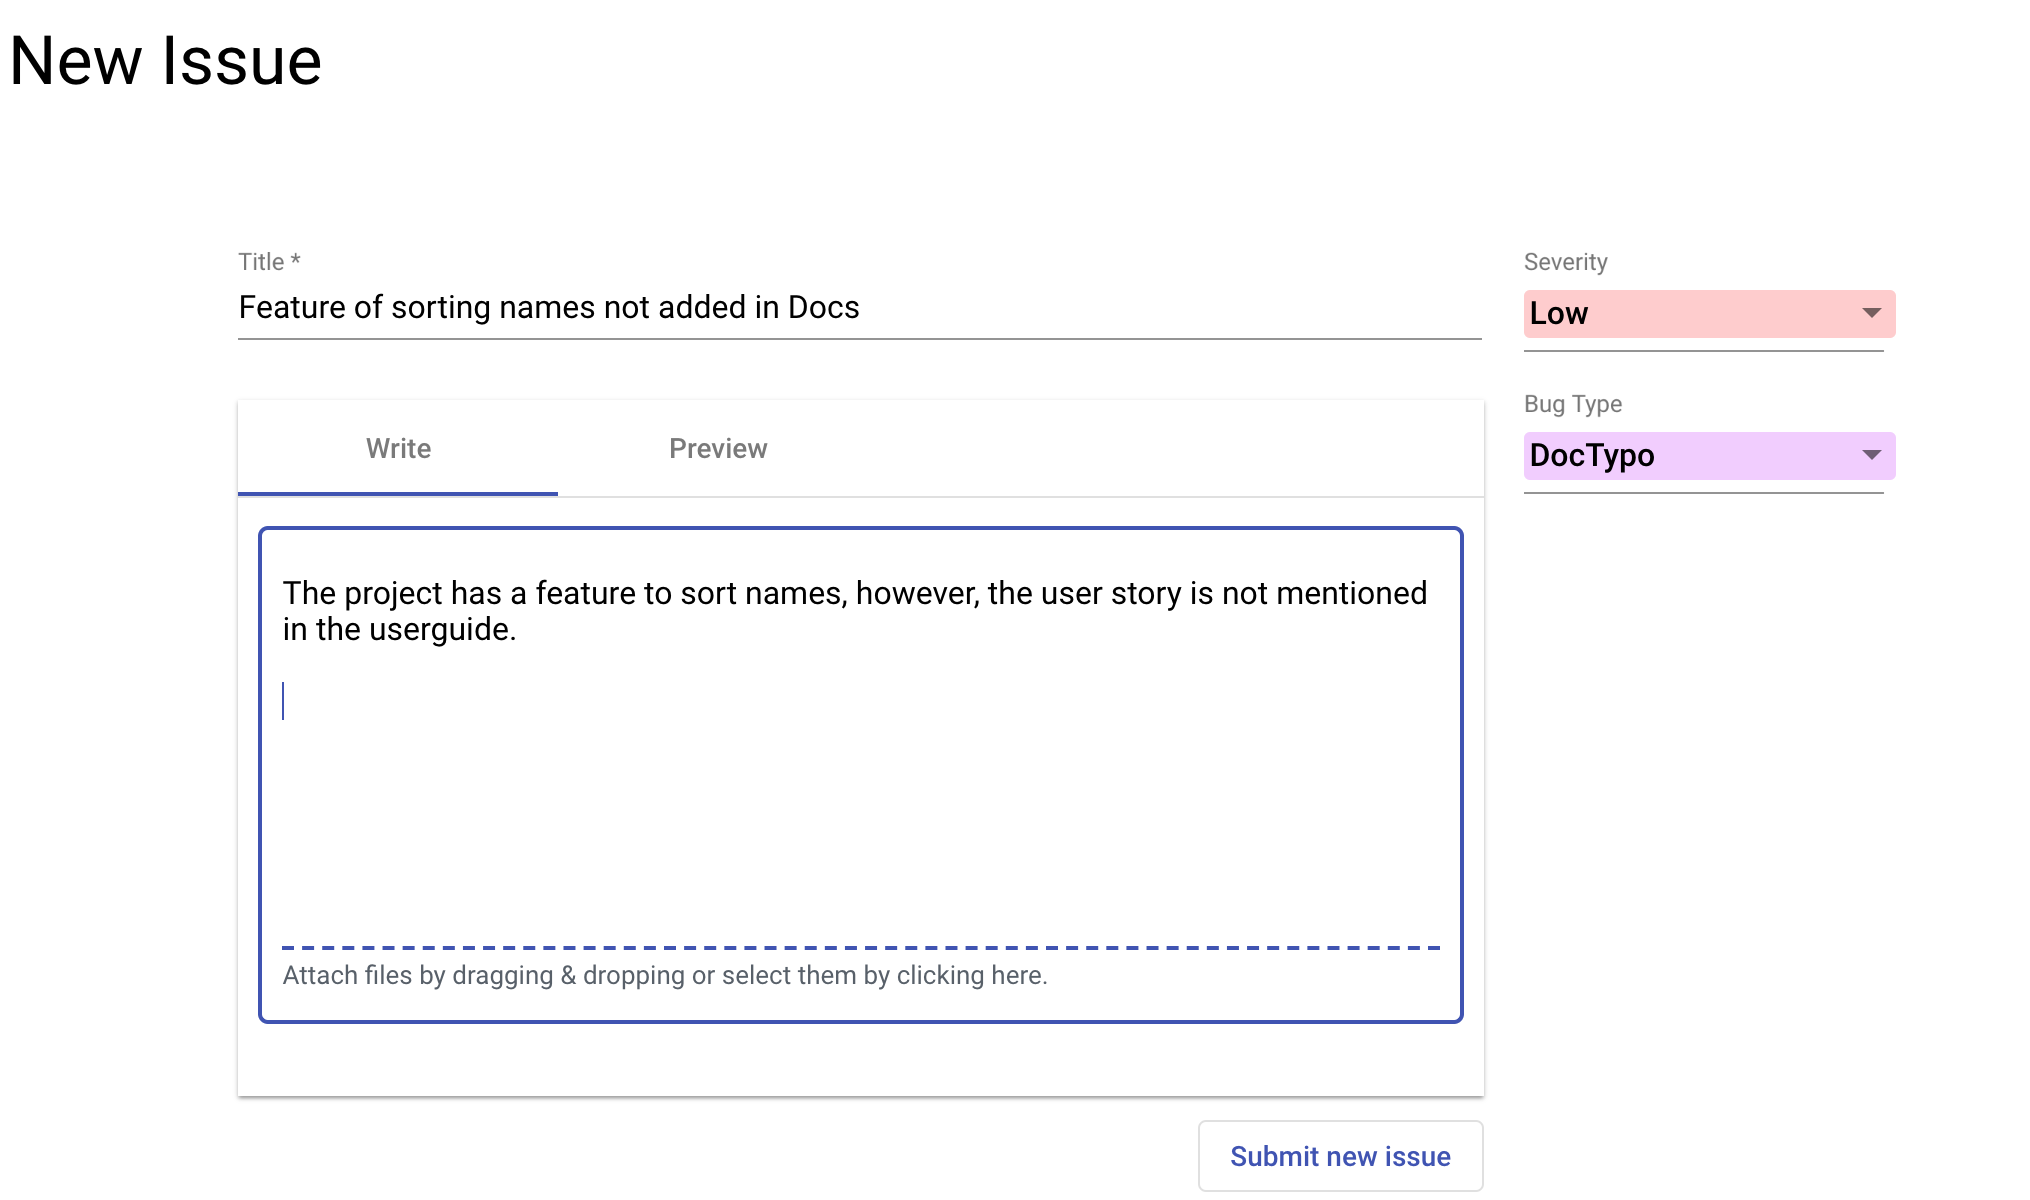 New Issue
Title *
Feature of sorting names not added in Docs
Severity
Low
Bug Type
DocTypo
Write
Preview
The project has a feature to sort names, however, the user story is not mentioned
in the userguide.
Attach files by dragging & dropping or select them by clicking here.
Submit new issue